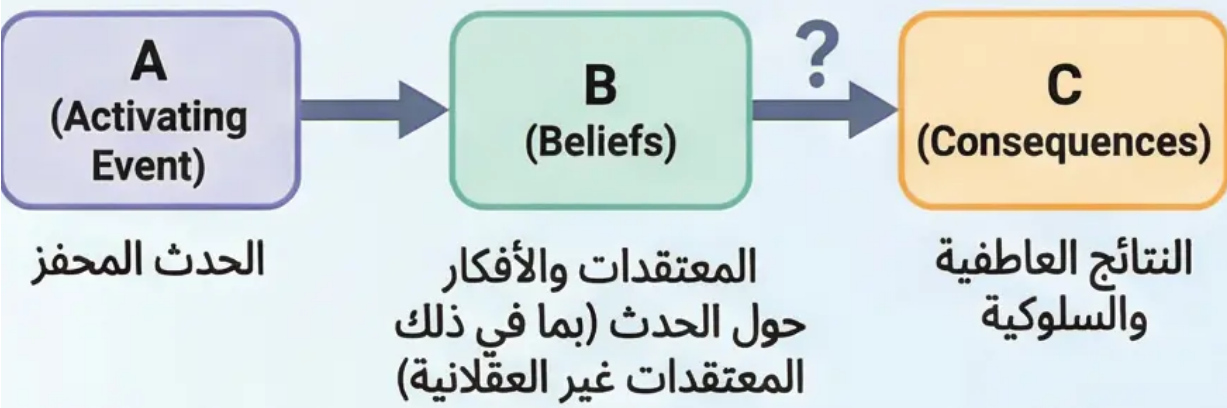 A
(Activating
Event)
الحدث المحفز
B
(Beliefs)
المعتقدات والأفكار
حول الحدث (بما في ذلك
المعتقدات غير العقلانية)
?
C
(Consequences)
النتائج العاطفية
والسلوكية